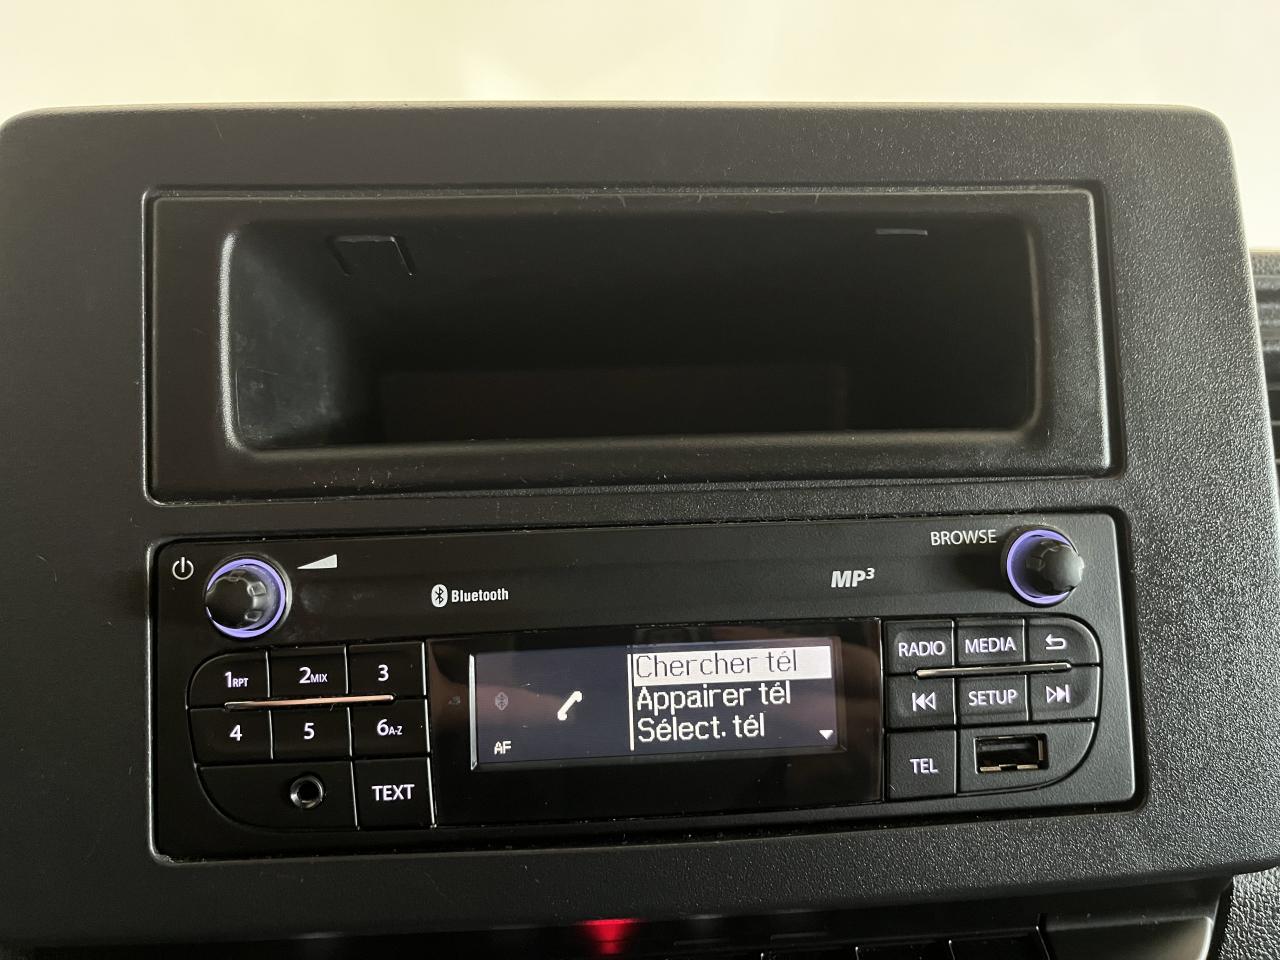 BROWSE
Bluetooth
MP3
1RPT
2MIX
3
4
5
6A-Z
TEXT
AF
Chercher tél
Appairer tél
Sélect. tél
RADIO
MEDIA
SETUP
TEL